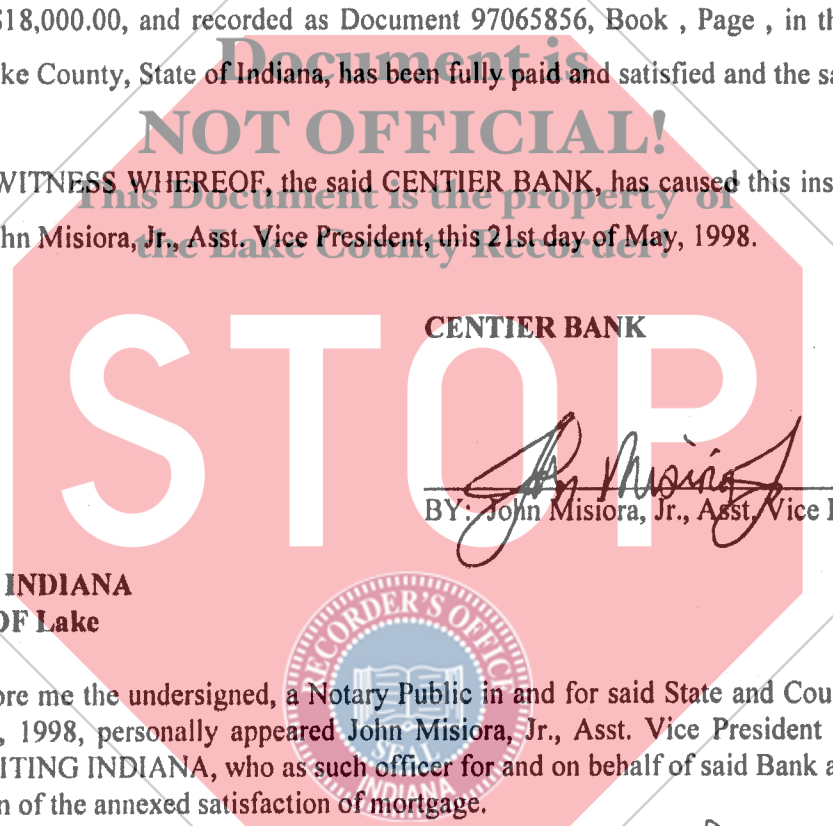 $18,000.00, and recorded as Document 97065856, Book , Page , in th
Document is
ke County, State of Indiana, has been fully paid and satisfied and the sa
NOT OFFICIAL!
WITNESS WHEREOF, the said CENTIER BANK, has caused this ins
This Document is the property of
hn Misiora, Jr., Asst. Vice President, this 21st day of May, 1998.
the Lake County Recorder!
CENTIER BANK
STOP
John Misiora Jr
BY: John Misiora, Jr., Asst. Vice P
INDIANA
OF Lake
RECORDER'S OFFICE
ore me the undersigned, a Notary Public in and for said State and Cou
, 1998, personally appeared John Misiora, Jr., Asst. Vice President
ITING INDIANA, who as such officer for and on behalf of said Bank a
SEAL
INDIANA
n of the annexed satisfaction of mortgage.